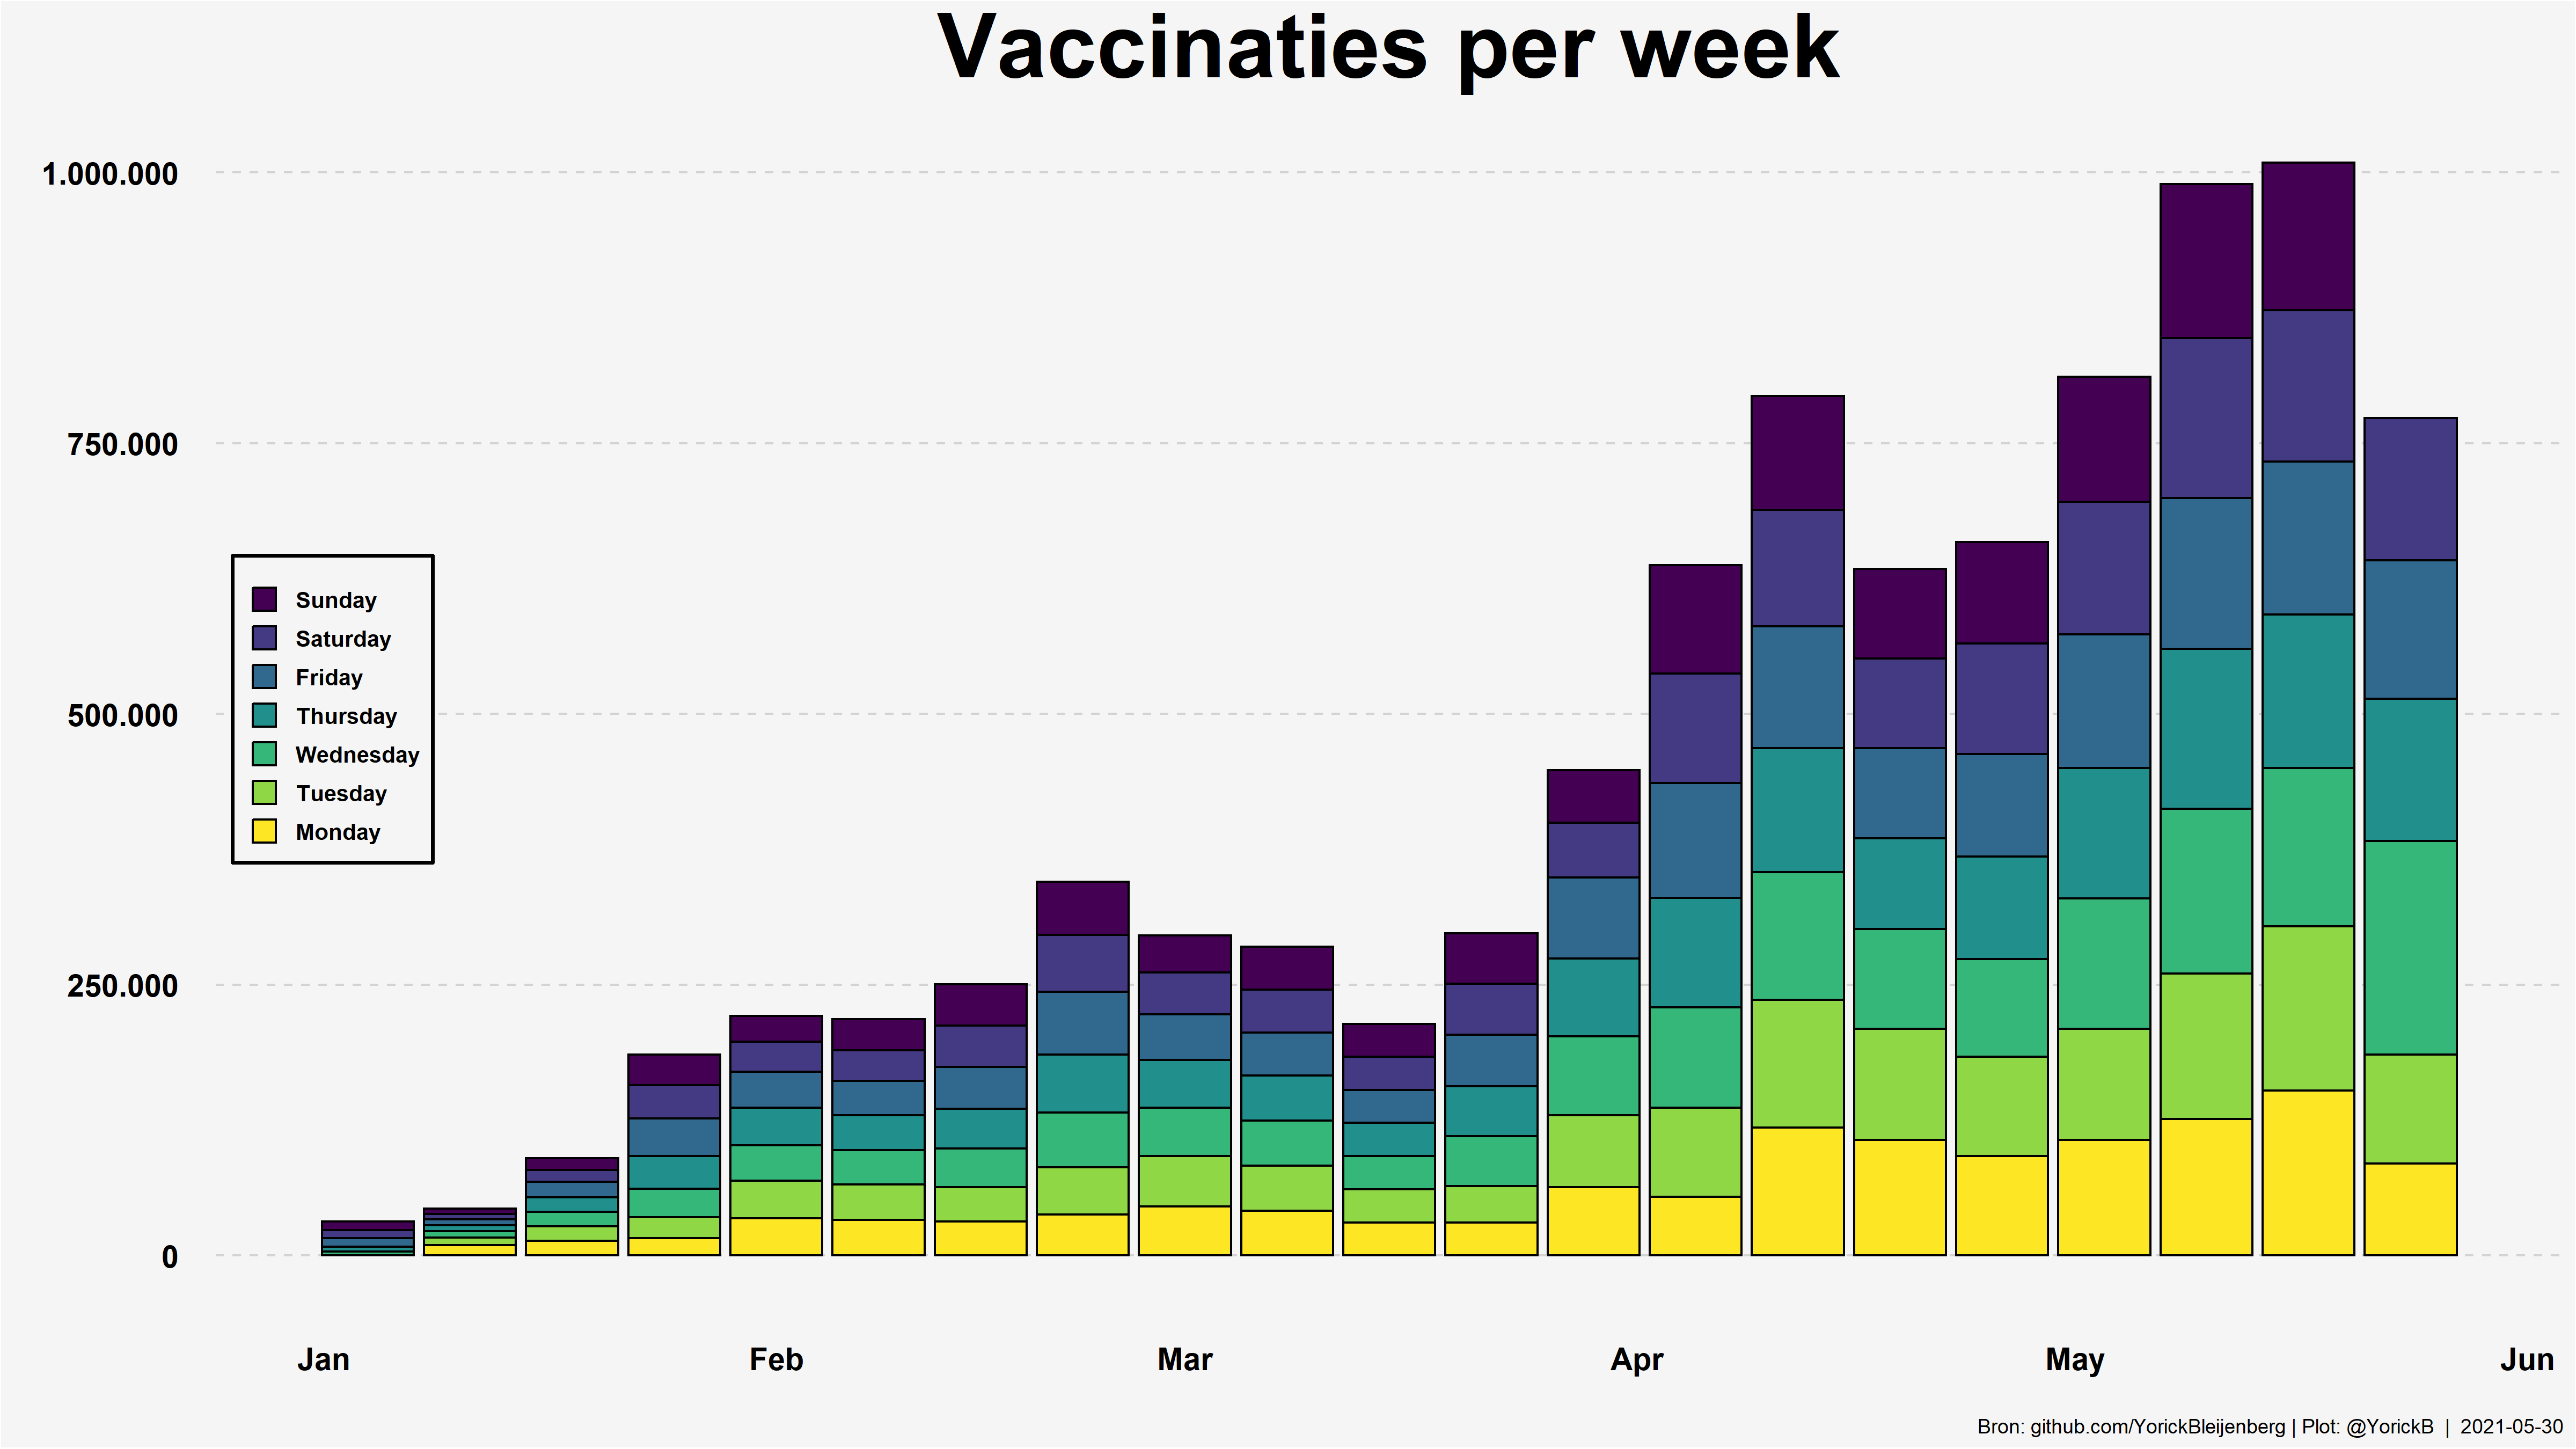 Vaccinaties per week
1.000.000
750.000
500.000
250.000
0
Sunday
Saturday
Friday
Thursday
Wednesday
Tuesday
Monday
Jan Feb Mar Apr May Jun
Bron: github.com/YorickBleijenberg | Plot: @YorickB | 2021-05-30